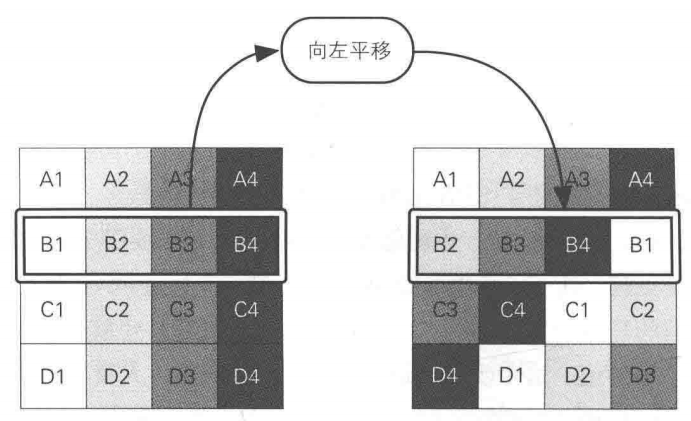 向左平移
A1 A2 A3 A4
B1 B2 B3 B4
C1 C2 C3 C4
D1 D2 D3 D4
A1 A2 A3 A4
B2 B3 B4 B1
C3 C4 C1 C2
D4 D1 D2 D3